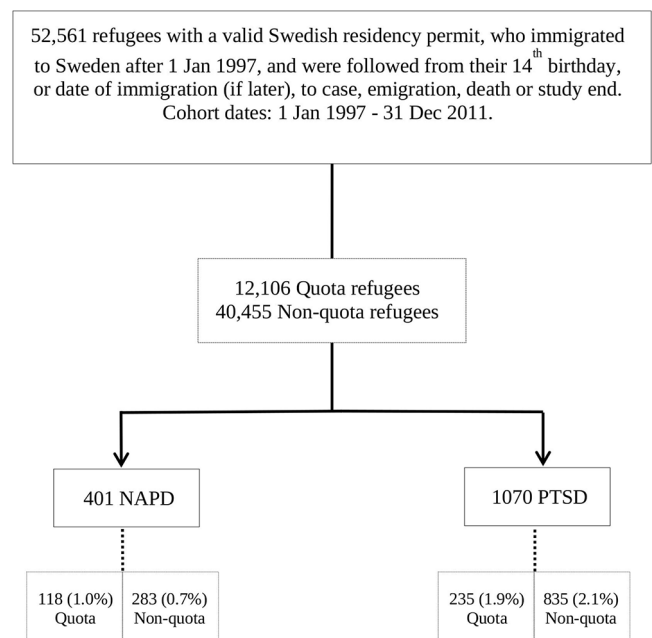 52,561 refugees with a valid Swedish residency permit, who immigrated
to Sweden after 1 Jan 1997, and were followed from their 14th birthday,
or date of immigration (if later), to case, emigration, death or study end.
Cohort dates: 1 Jan 1997 - 31 Dec 2011.
12,106 Quota refugees
40,455 Non-quota refugees
401 NAPD
1070 PTSD
118 (1.0%)
Quota
283 (0.7%)
Non-quota
235 (1.9%)
Quota
835 (2.1%)
Non-quota